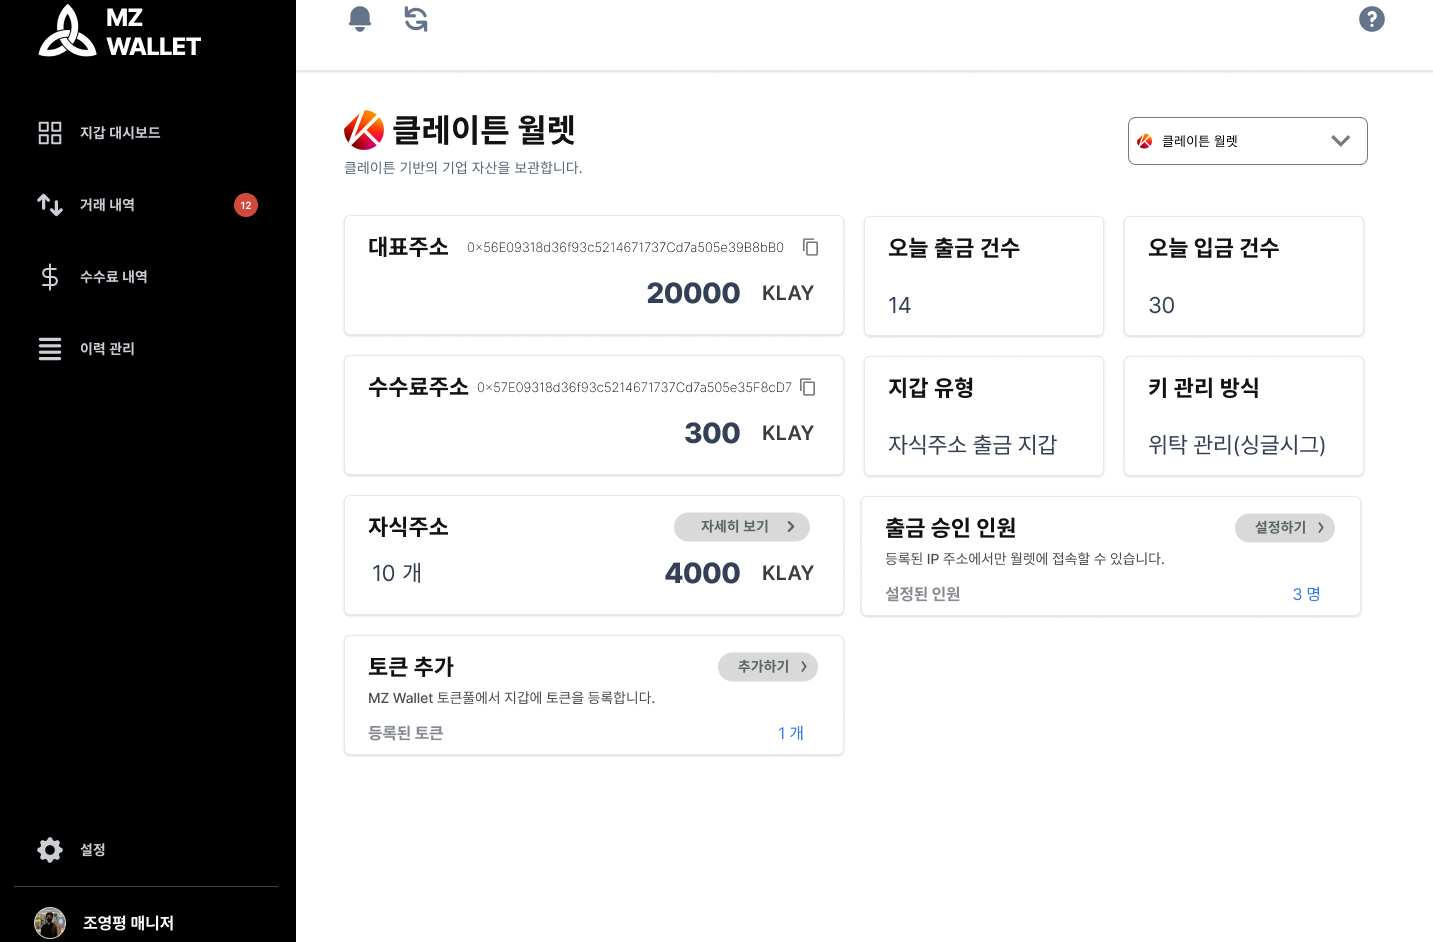 MZ
WALLET
지갑 대시보드
거래 내역
12
수수료 내역
이력 관리
설정
조영평 매니저
클레이튼 월렛
클레이튼 기반의 기업 자산을 보관합니다.
클레이튼 월렛
대표주소 0x56E09318d36f93c5214671737Cd7a505e39B8bB0
20000 KLAY
오늘 출금 건수
14
오늘 입금 건수
30
수수료주소 0x57E09318d36f93c5214671737Cd7a505e35F8cD7
300 KLAY
지갑 유형
자식주소 출금 지갑
키 관리 방식
위탁 관리(싱글시그)
자식주소
자세히 보기
10 개
4000 KLAY
출금 승인 인원
설정하기
등록된 IP 주소에서만 월렛에 접속할 수 있습니다.
설정된 인원
3 명
토큰 추가
추가하기
MZ Wallet 토큰풀에서 지갑에 토큰을 등록합니다.
등록된 토큰
1 개